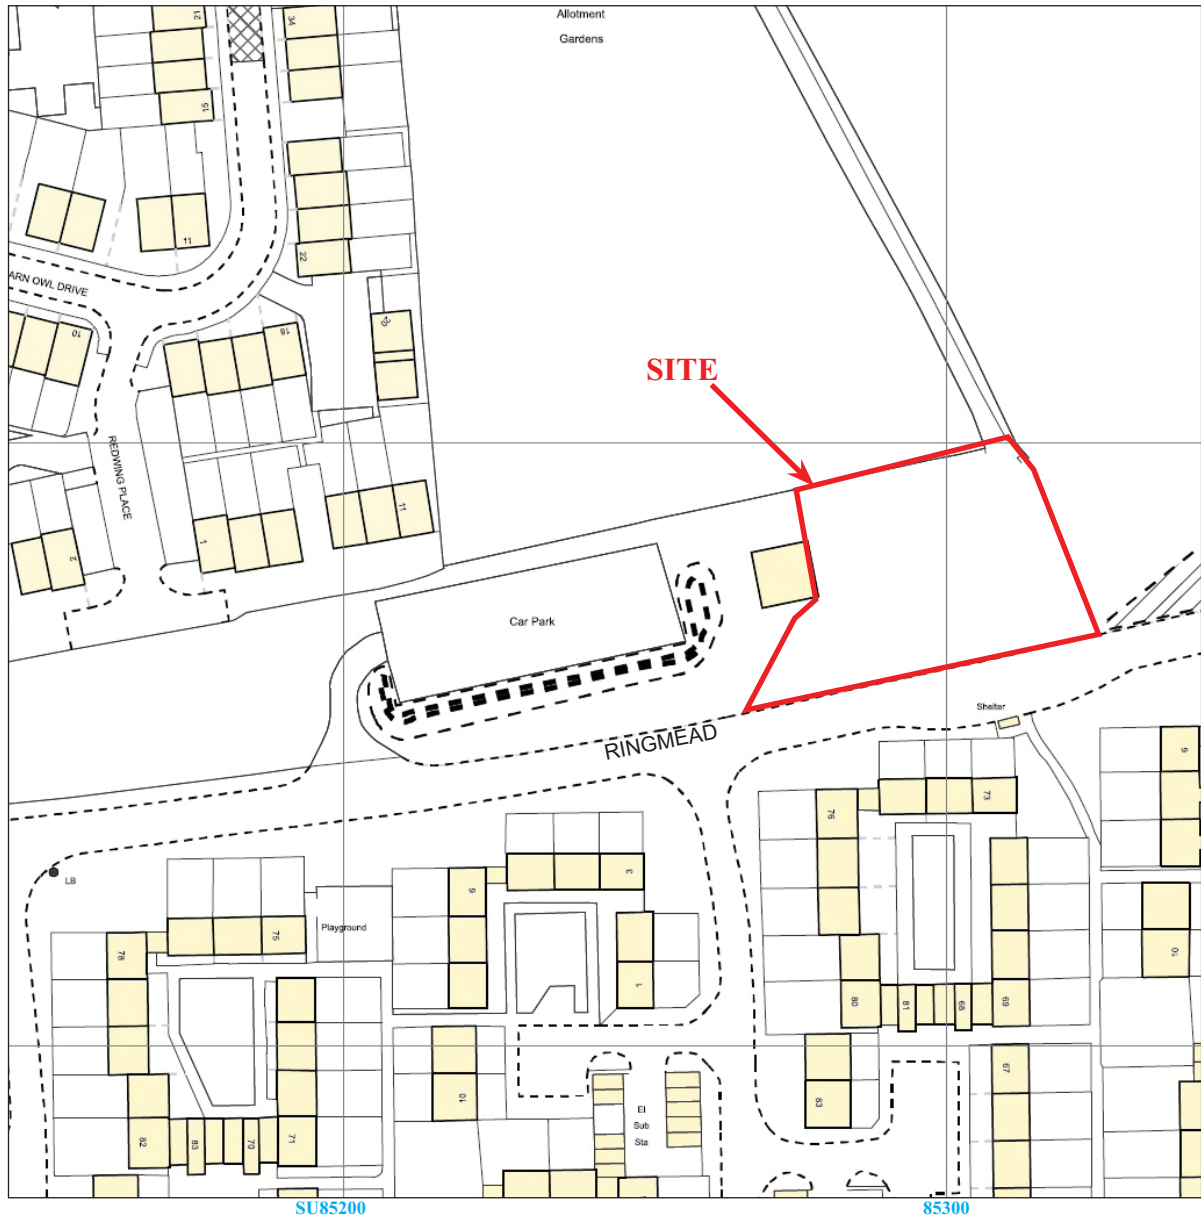 Allotment
Gardens
21
34
15
11
22
ARN OWL DRIVE
10
18
SITE
REDWING PLACE
11
1
2
Car Park
RINGMEAD
Shelter
9
76
73
LB
3
9
75
Playground
78
1
10
80
81
68
69
67
10
83
El
Sub
Sta
82
83
70
71
SU85200
85300